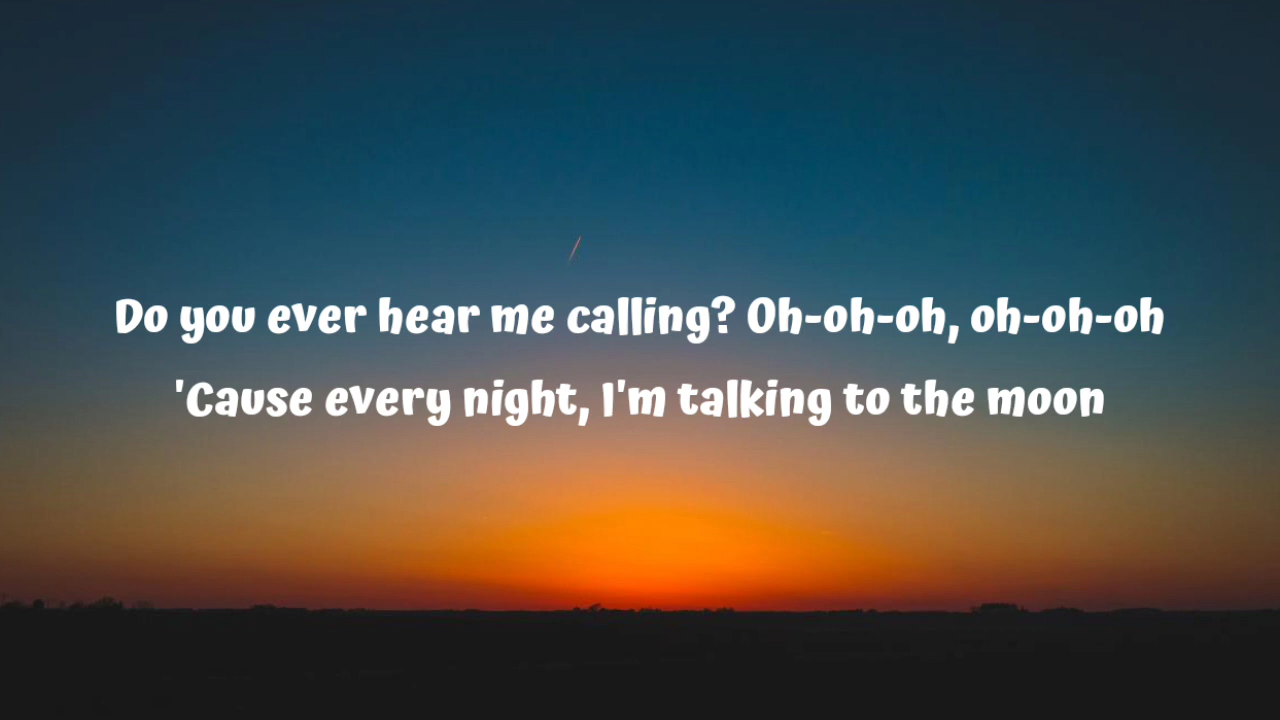 Do you ever hear me calling? Oh-oh-oh, oh-oh-oh
'Cause every night, I'm talking to the moon